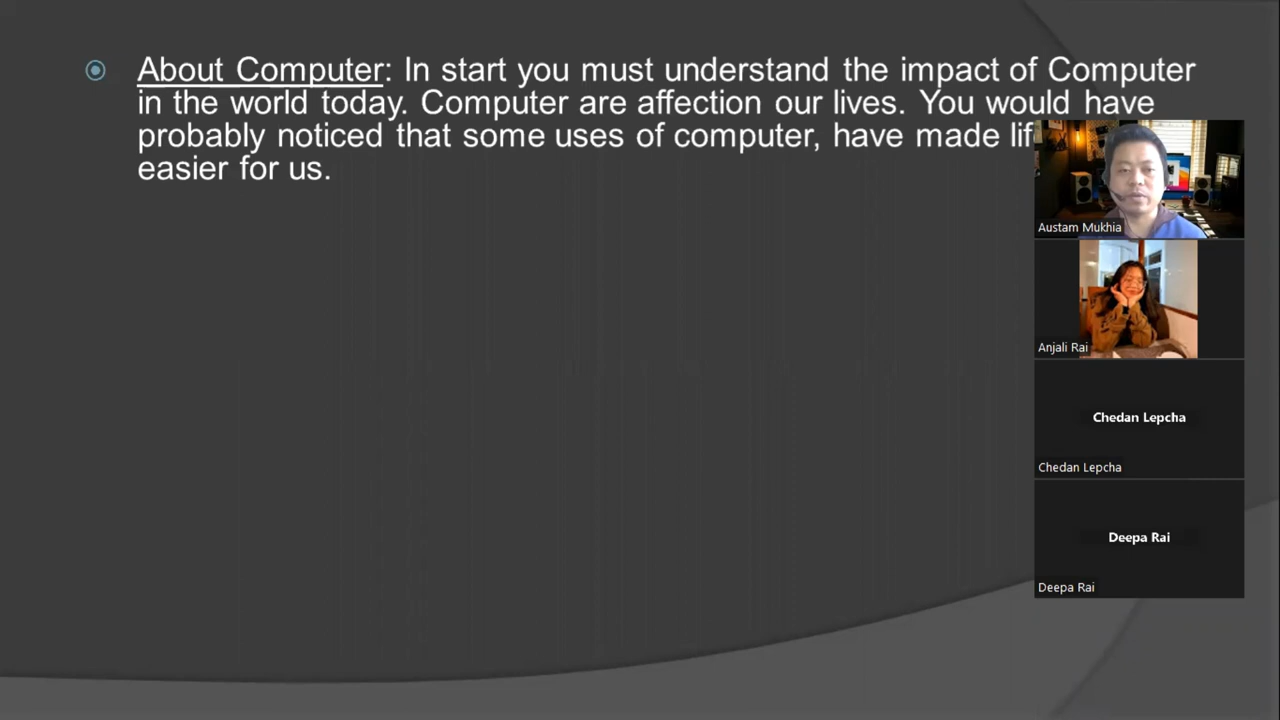 About Computer: In start you must understand the impact of Computer
in the world today. Computer are affection our lives. You would have
probably noticed that some uses of computer, have made lif
easier for us.
Austam Mukhia
Anjali Rai
Chedan Lepcha
Chedan Lepcha
Deepa Rai
Deepa Rai